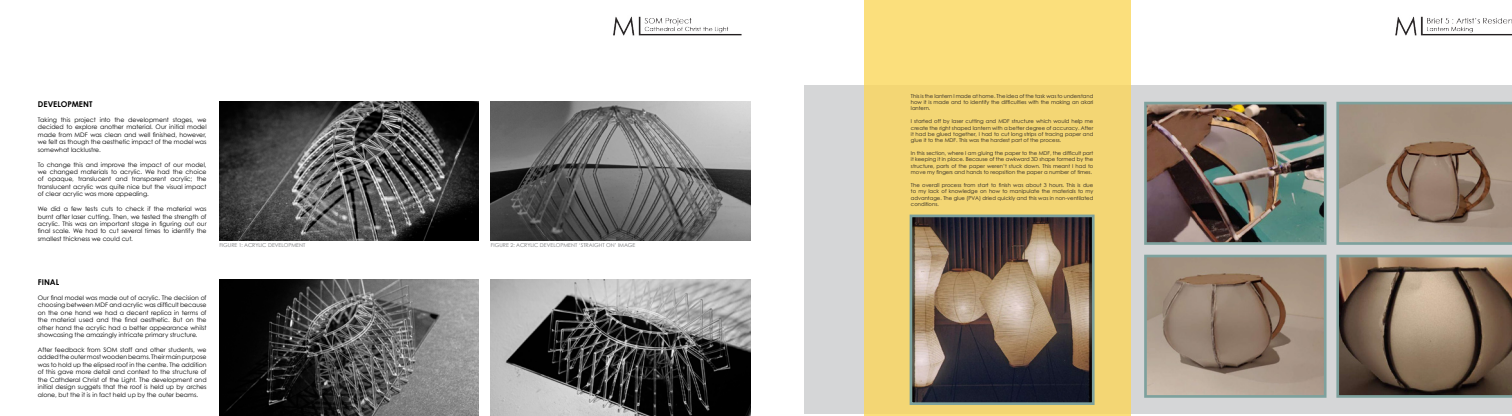 ML
SOM Project
Cathedral of Christ the Light
DEVELOPMENT
Taking this project into the development stages, we
decided to explore another material. Our initial model
made from MDF was clean and well finished, however,
we felt as though the aesthetic impact of the model was
somewhat lacklustre.
To change this and improve the impact of our model,
we changed materials to acrylic. We had the choice
of opaque, translucent and transparent acrylic; the
translucent acrylic was quite nice but the visual impact
of clear acrylic was more appealing.
We did a few tests cuts to check if the material was
burnt after laser cutting. Then, we tested the strength of
acrylic. This was an important stage in figuring out our
final scale. We had to cut several times to identify the
smallest thickness we could cut.
FIGURE 1: ACRYLIC DEVELOPMENT
FIGURE 2: ACRYLIC DEVELOPMENT 'STRAIGHT ON' IMAGE
FINAL
Our final model was made out of acrylic. The decision of
choosing between MDF and acrylic was difficult because
on the one hand we had a decent replica in terms of
the material used and the final aesthetic. But on the
other hand the acrylic had a better appearance whilst
showcasing the amazingly intricate primary structure.
After feedback from SOM staff and other students, we
added the outer most wooden beams. Their main purpose
was to hold up the elipsed roof in the centre. The addition
of this gave more detail and context to the structure of
the Cathderal Christ of the Light. The development and
initial design suggests that the roof is held up by arches
alone, but the it is in fact held up by the outer beams.
ML
Brief 5 : Artist's Residen
Lantern Making
This is the lantern I made at home. The idea of the task was to understand
how it is made and to identify the difficulties with the making an akari
lantern.
I started off by laser cutting and MDF structure which would help me
create the right shaped lantern with a better degree of accuracy. After
it had be glued together, I had to cut long strips of tracing paper and
glue it to the MDF. This was the hardest part of the process.
In this section, where I am gluing the paper to the MDF, the difficult part
it keeping it in place. Because of the awkward 3D shape formed by the
structure, parts of the paper weren't stuck down. This meant I had to
move my fingers and hands to reopsition the paper a number of times.
The overall process from start to finish was about 3 hours. This is due
to my lack of knowledge on how to manipulate the materials to my
advantage. The glue (PVA) dried quickly and this was in non-ventilated
conditions.